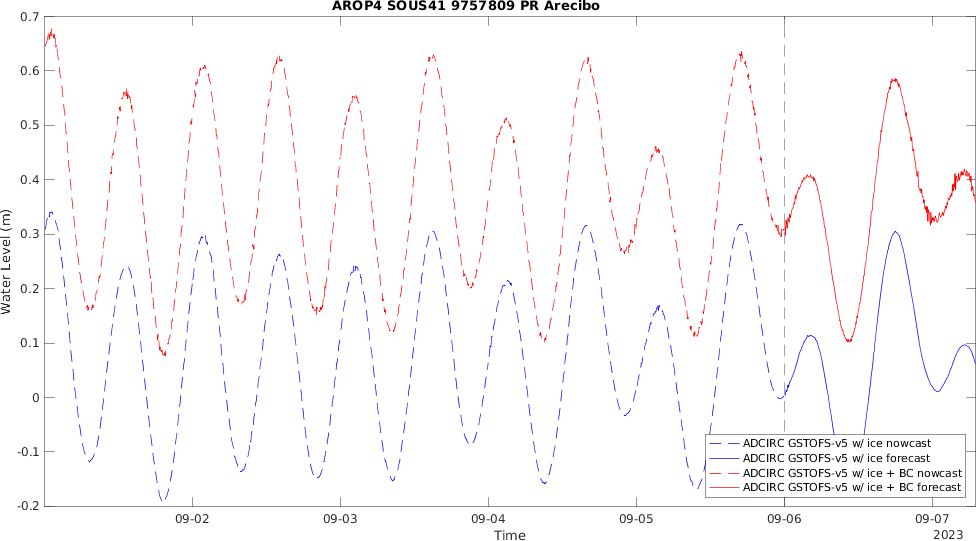 AROP4 SOUS41 9757809 PR Arecibo
0.7
0.6
0.5
0.4
0.3
0.2
0.1
0
-0.1
-0.2
Water Level (m)
ADCIRC GSTOFS-v5 w/ ice nowcast
ADCIRC GSTOFS-v5 w/ ice forecast
ADCIRC GSTOFS-v5 w/ ice + BC nowcast
ADCIRC GSTOFS-v5 w/ ice + BC forecast
09-02 09-03 09-04 09-05 09-06 09-07
Time
2023